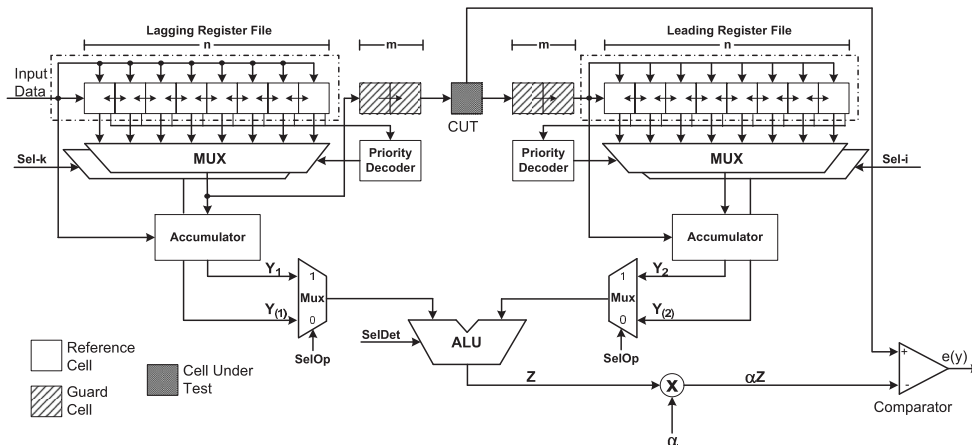 Lagging Register File
n
m
m
Leading Register File
n
Input
Data
CUT
MUX
Priority
Decoder
Priority
Decoder
MUX
Sel-k
Sel-i
Accumulator
Accumulator
Y1
1
Mux
Y(1)
0
SelOp
Y2
1
Mux
Y(2)
0
SelOp
SelDet
ALU
Reference
Cell
Guard
Cell
Cell Under
Test
Z
X
αZ
α
+
-
e(y)
Comparator